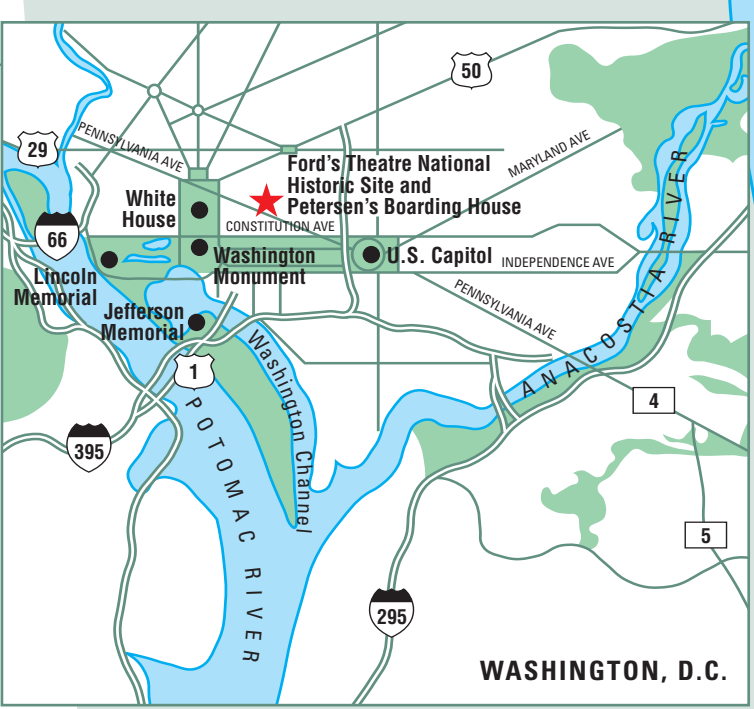 50
PENNSYLVANIA AVE
29
MARYLAND AVE
Ford's Theatre National
Historic Site and
Petersen's Boarding House
White
House
CONSTITUTION AVE
66
Washington
Monument
U.S. Capitol
INDEPENDENCE AVE
Lincoln
Memorial
Jefferson
Memorial
PENNSYLVANIA AVE
ANACOSTIA RIVER
Washington Channel
1
4
POTOMAC RIVER
395
5
295
WASHINGTON, D.C.